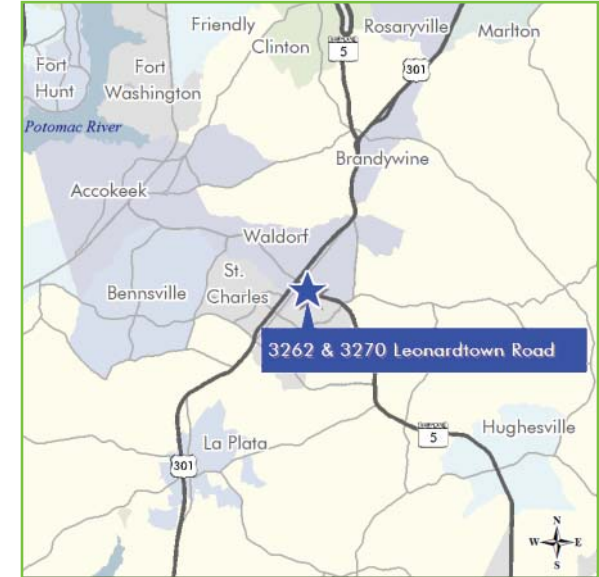 Friendly
Rosaryville
Marlton
Clinton
5
Fort
Hunt
Fort
Washington
301
Potomac River
Brandywine
Accokeek
Waldorf
St.
Charles
Bennsville
3262 & 3270 Leonardtown Road
Hughesville
5
La Plata
301
N
W
E
S